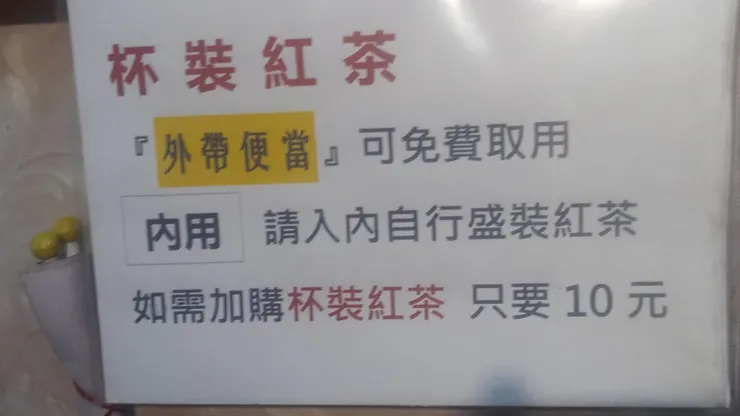 杯裝紅茶
『外帶便當』可免費取用
內用 請入內自行盛裝紅茶
如需加購杯裝紅茶 只要 10 元